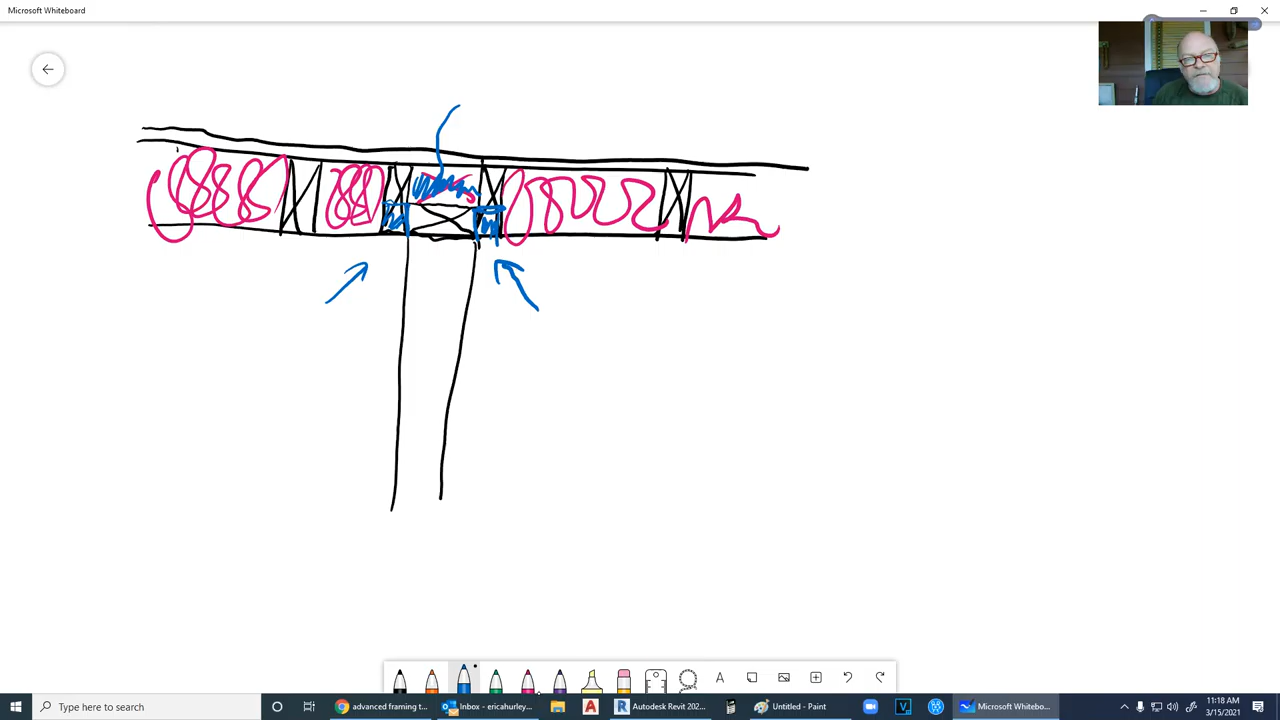 Microsoft Whiteboard
A
Type here to search
advanced framing t...
Inbox - ericahurley...
A
R
Autodesk Revit 202...
Untitled - Paint
V
Microsoft Whiteboa...
11:18 AM
3/15/2021